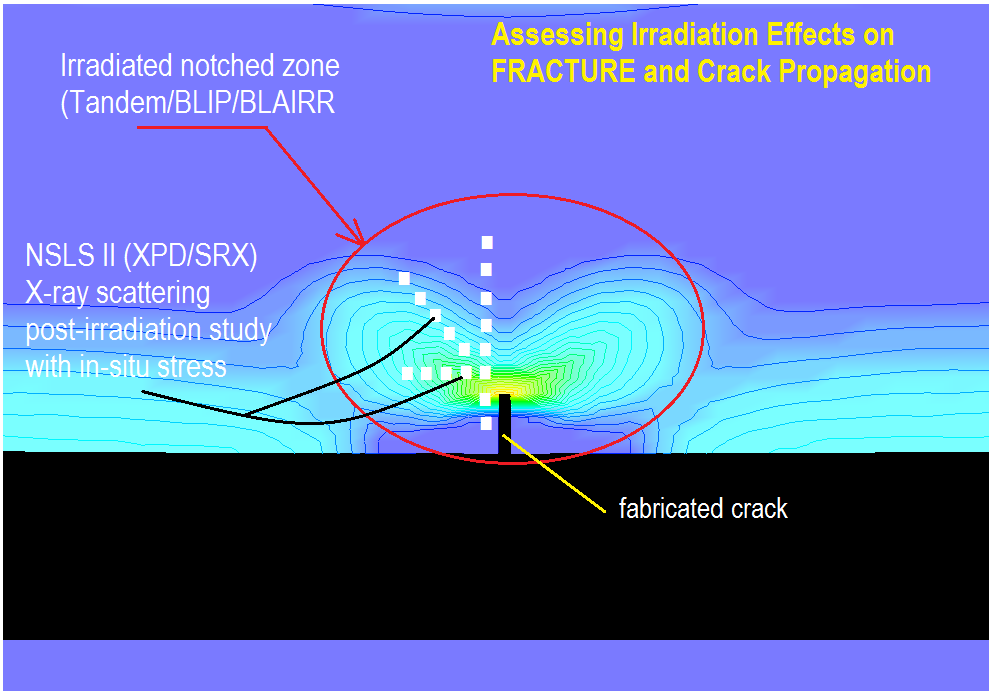 Assessing Irradiation Effects on
FRACTURE and Crack Propagation
Irradiated notched zone
(Tandem/BLIP/BLAIRR
NSLS II (XPD/SRX)
X-ray scattering
post-irradiation study
with in-situ stress
fabricated crack